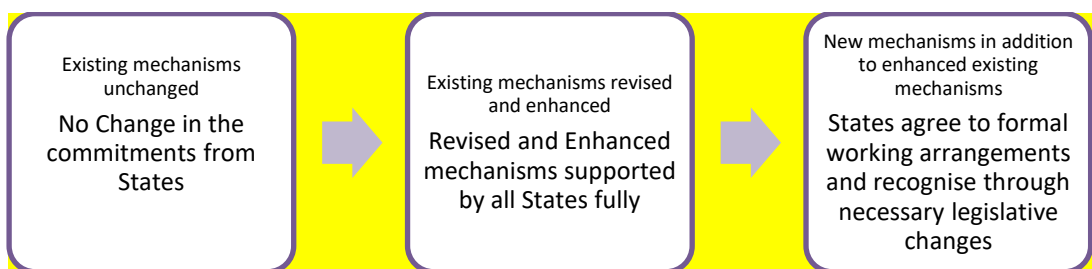 Existing mechanisms
unchanged
No Change in the
commitments from
States
Existing mechanisms revised
and enhanced
Revised and Enhanced
mechanisms supported
by all States fully
New mechanisms in addition
to enhanced existing
mechanisms
States agree to formal
working arrangements
and recognise through
necessary legislative
changes